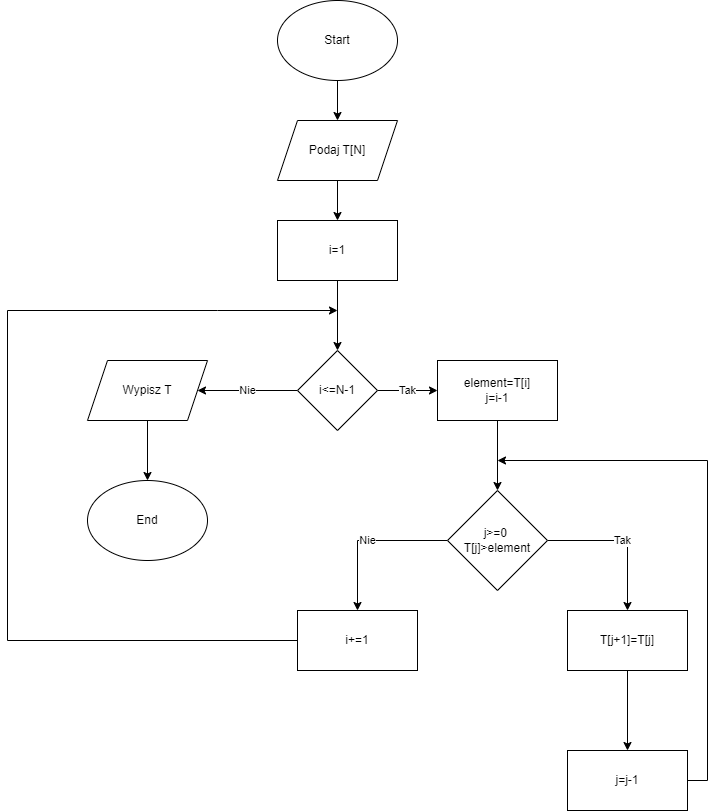 Start
Podaj T[N]
i=1
Wypisz T
Nie
i<=N-1
Tak
element=T[i]
j=i-1
End
Nie
j>=0
T[j]>element
Tak
i+=1
T[j+1]=T[j]
j=j-1